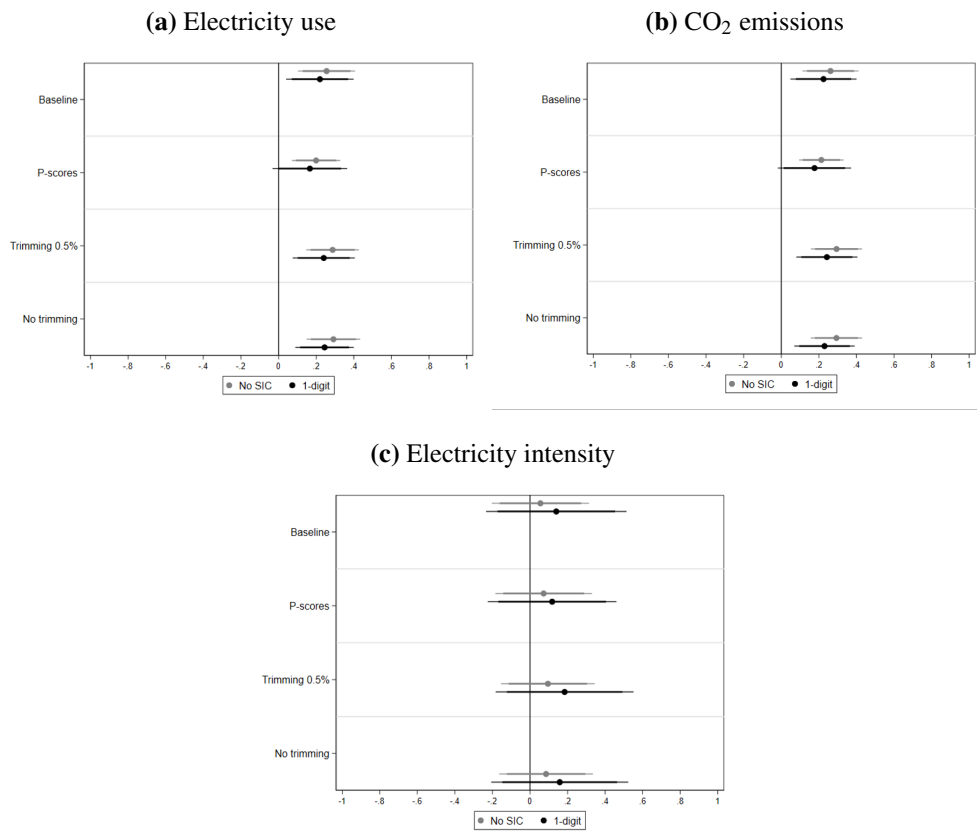 (a) Electricity use
Baseline
P-scores
Trimming 0.5%
No trimming
-1 -.8 -.6 -.4 -.2 0 .2 .4 .6 .8 1
No SIC 1-digit
(b) CO₂ emissions
Baseline
P-scores
Trimming 0.5%
No trimming
-1 -.8 -.6 -.4 -.2 0 .2 .4 .6 .8 1
No SIC 1-digit
(c) Electricity intensity
Baseline
P-scores
Trimming 0.5%
No trimming
-1 -.8 -.6 -.4 -.2 0 .2 .4 .6 .8 1
No SIC 1-digit